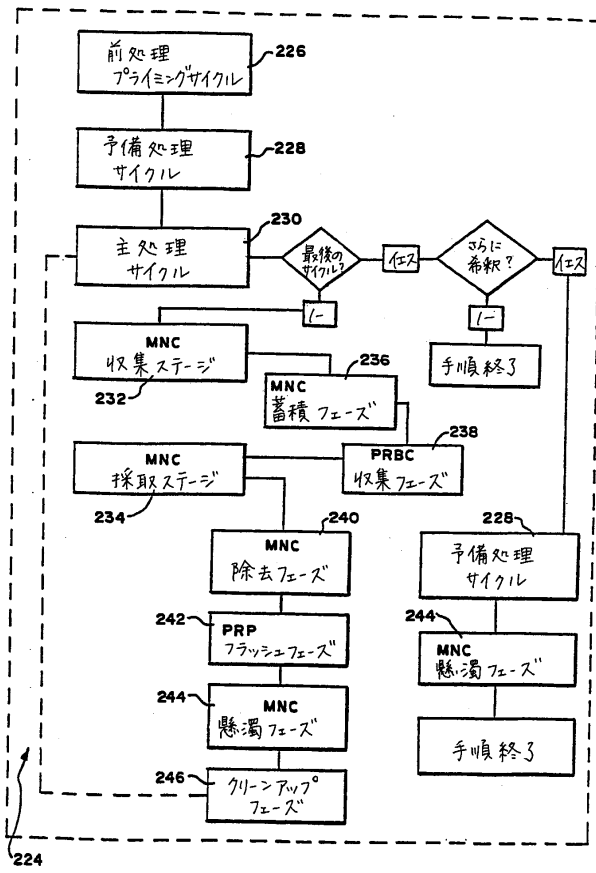 前処理
プライミングサイクル
226
予備処理
サイクル
228
主処理
サイクル
230
最後の
サイクル?
イエス
さらに
希釈?
イエス
ノー
ノー
手順終了
MNC
収集ステージ
232
236
MNC
蓄積フェーズ
238
PRBC
収集フェーズ
MNC
採取ステージ
234
240
MNC
除去フェーズ
242
PRP
フラッシュフェーズ
244
MNC
懸濁フェーズ
246
クリーンアップ
フェーズ
228
予備処理
サイクル
244
MNC
懸濁フェーズ
手順終了
224